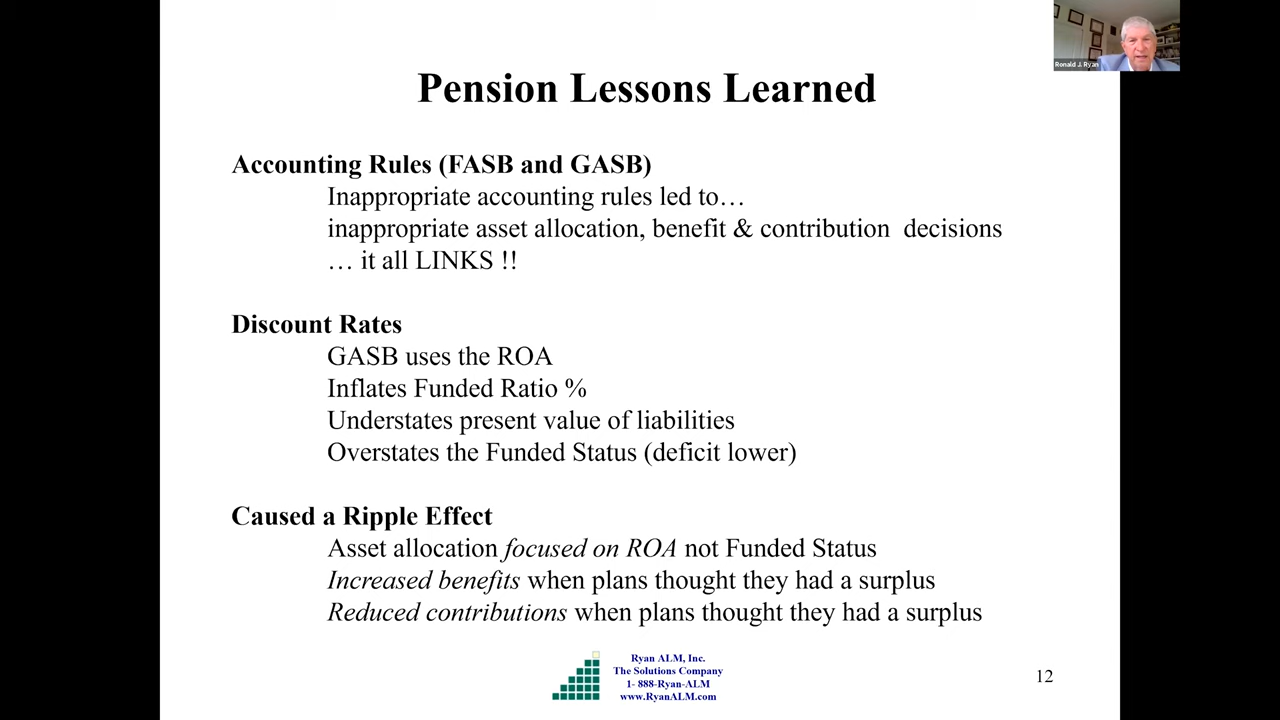 Ronald J. Ryan
Pension Lessons Learned
Accounting Rules (FASB and GASB)
Inappropriate accounting rules led to…
inappropriate asset allocation, benefit & contribution decisions
… it all LINKS !!
Discount Rates
GASB uses the ROA
Inflates Funded Ratio %
Understates present value of liabilities
Overstates the Funded Status (deficit lower)
Caused a Ripple Effect
Asset allocation focused on ROA not Funded Status
Increased benefits when plans thought they had a surplus
Reduced contributions when plans thought they had a surplus
Ryan ALM, Inc.
The Solutions Company
1- 888-Ryan-ALM
www.RyanALM.com
12